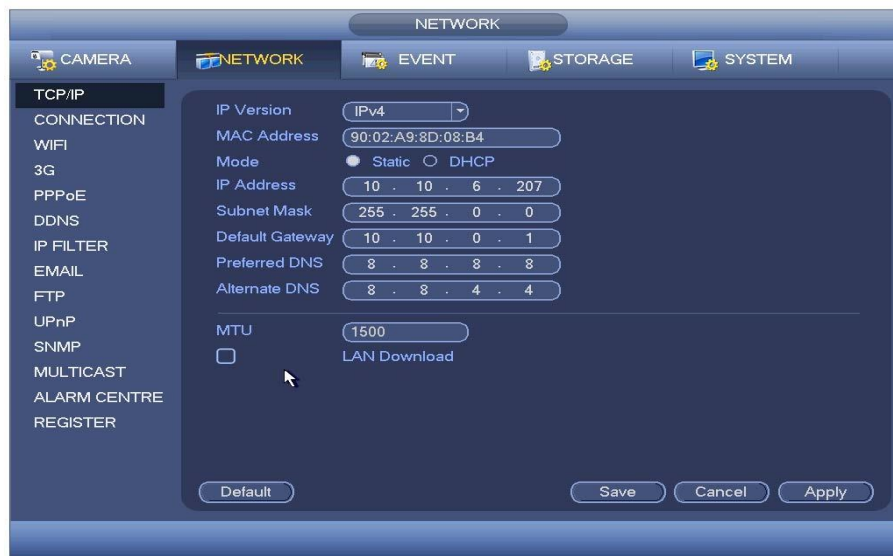 NETWORK
CAMERA NETWORK EVENT STORAGE SYSTEM
TCP/IP
CONNECTION
WIFI
3G
PPPoE
DDNS
IP FILTER
EMAIL
FTP
UPnP
SNMP
MULTICAST
ALARM CENTRE
REGISTER
IP Version IPv4
MAC Address 90:02:A9:8D:08:B4
Mode Static DHCP
IP Address 10 . 10 . 6 . 207
Subnet Mask 255 . 255 . 0 . 0
Default Gateway 10 . 10 . 0 . 1
Preferred DNS 8 . 8 . 8 . 8
Alternate DNS 8 . 8 . 4 . 4
MTU 1500
LAN Download
Default Save Cancel Apply